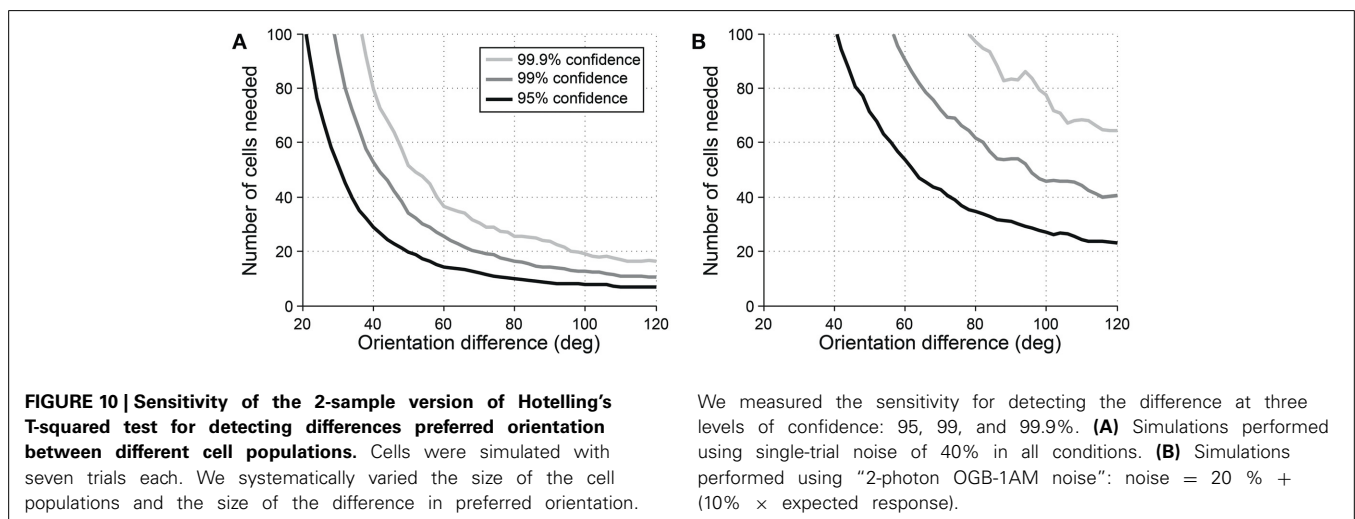 A
100
80
60
40
20
0
Number of cells needed
99.9% confidence
99% confidence
95% confidence
20 40 60 80 100 120
Orientation difference (deg)
B
100
80
60
40
20
0
Number of cells needed
20 40 60 80 100 120
Orientation difference (deg)
FIGURE 10 | Sensitivity of the 2-sample version of Hotelling's
T-squared test for detecting differences preferred orientation
between different cell populations. Cells were simulated with
seven trials each. We systematically varied the size of the cell
populations and the size of the difference in preferred orientation.
We measured the sensitivity for detecting the difference at three
levels of confidence: 95, 99, and 99.9%. (A) Simulations performed
using single-trial noise of 40% in all conditions. (B) Simulations
performed using "2-photon OGB-1AM noise": noise = 20 % +
(10% × expected response).